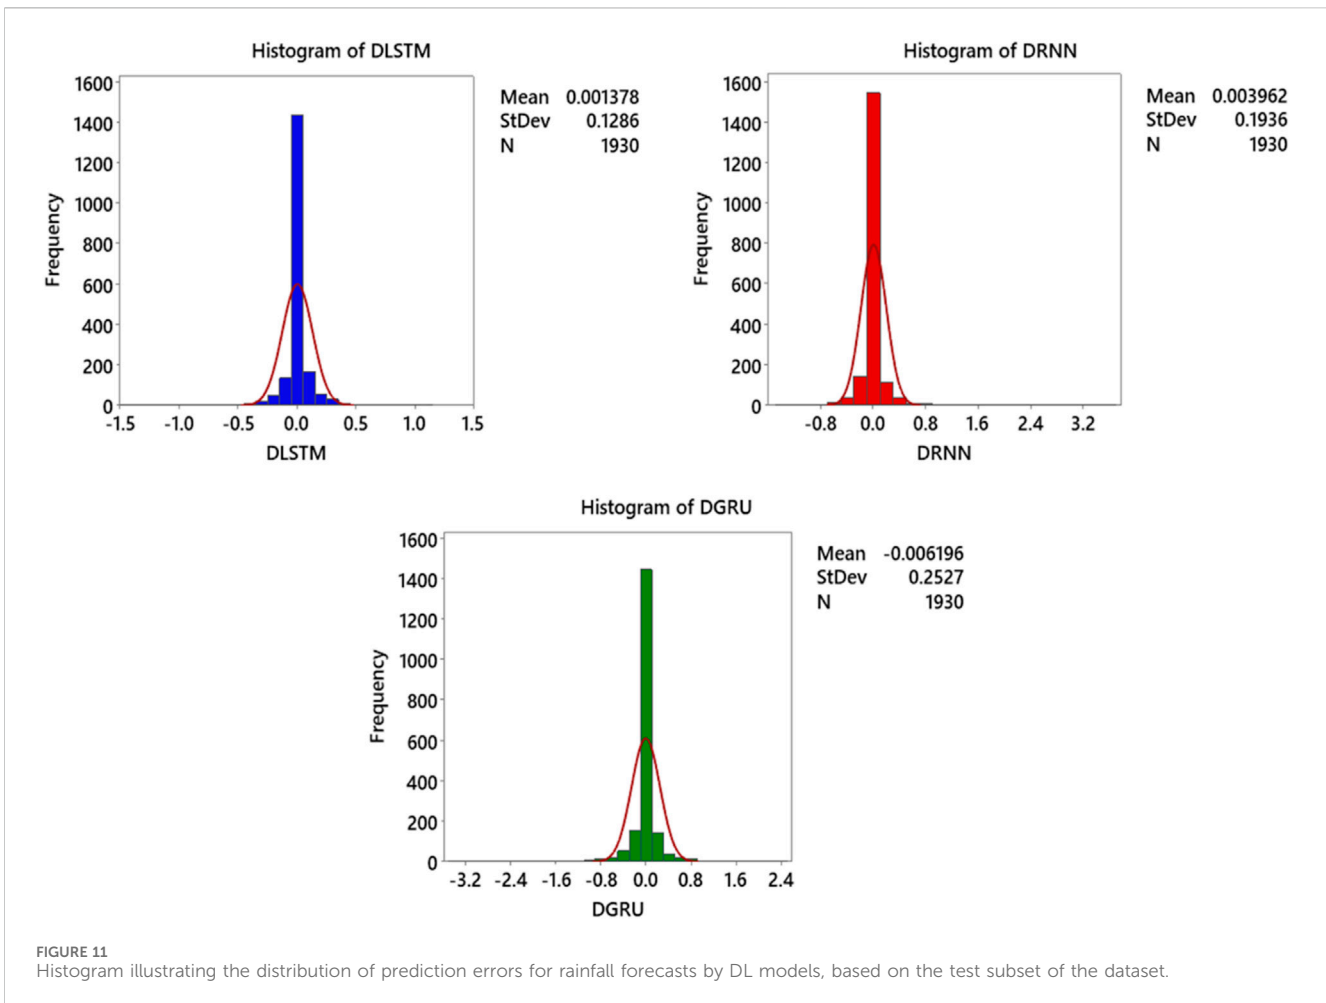 Histogram of DLSTM
1600
1400
1200
1000
800
600
400
200
0
Frequency
-1.5 -1.0 -0.5 0.0 0.5 1.0 1.5
DLSTM
Mean 0.001378
StDev 0.1286
N 1930
Histogram of DRNN
1600
1400
1200
1000
800
600
400
200
0
Frequency
-0.8 0.0 0.8 1.6 2.4 3.2
DRNN
Mean 0.003962
StDev 0.1936
N 1930
Histogram of DGRU
1600
1400
1200
1000
800
600
400
200
0
Frequency
-3.2 -2.4 -1.6 -0.8 0.0 0.8 1.6 2.4
DGRU
Mean -0.006196
StDev 0.2527
N 1930
FIGURE 11
Histogram illustrating the distribution of prediction errors for rainfall forecasts by DL models, based on the test subset of the dataset.